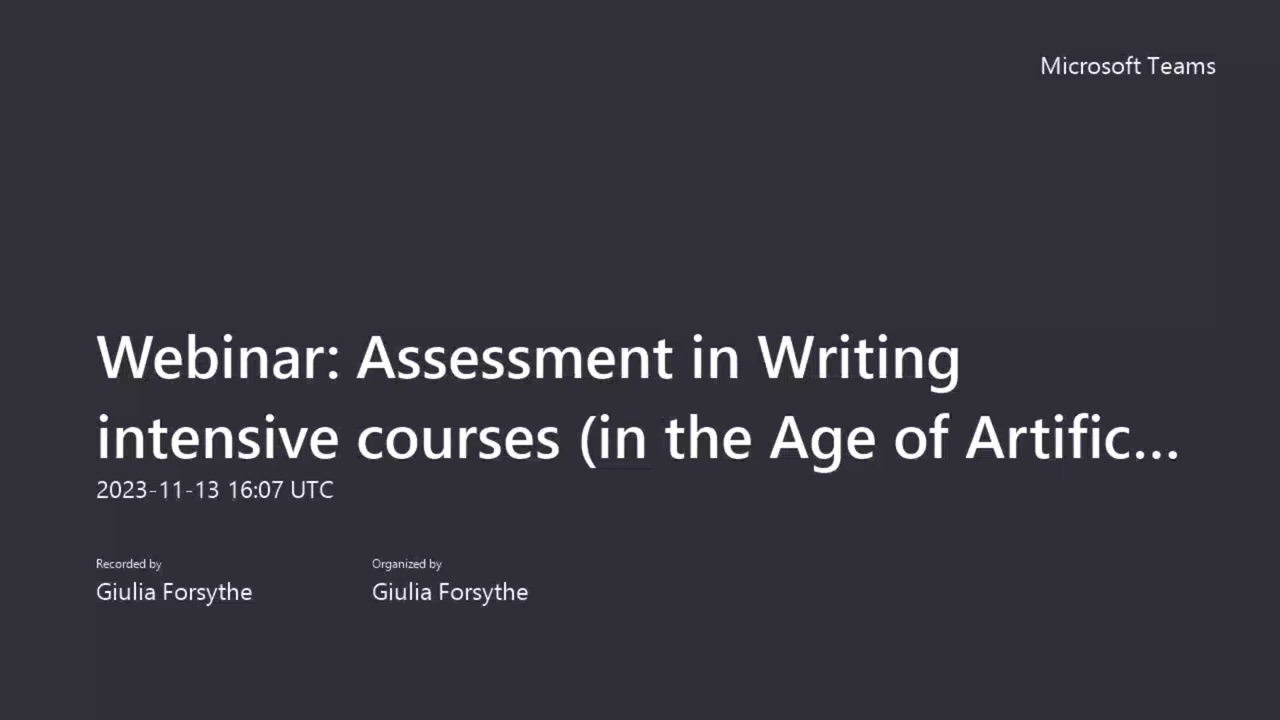 Microsoft Teams
Webinar: Assessment in Writing
intensive courses (in the Age of Artific...
2023-11-13 16:07 UTC
Recorded by
Giulia Forsythe
Organized by
Giulia Forsythe